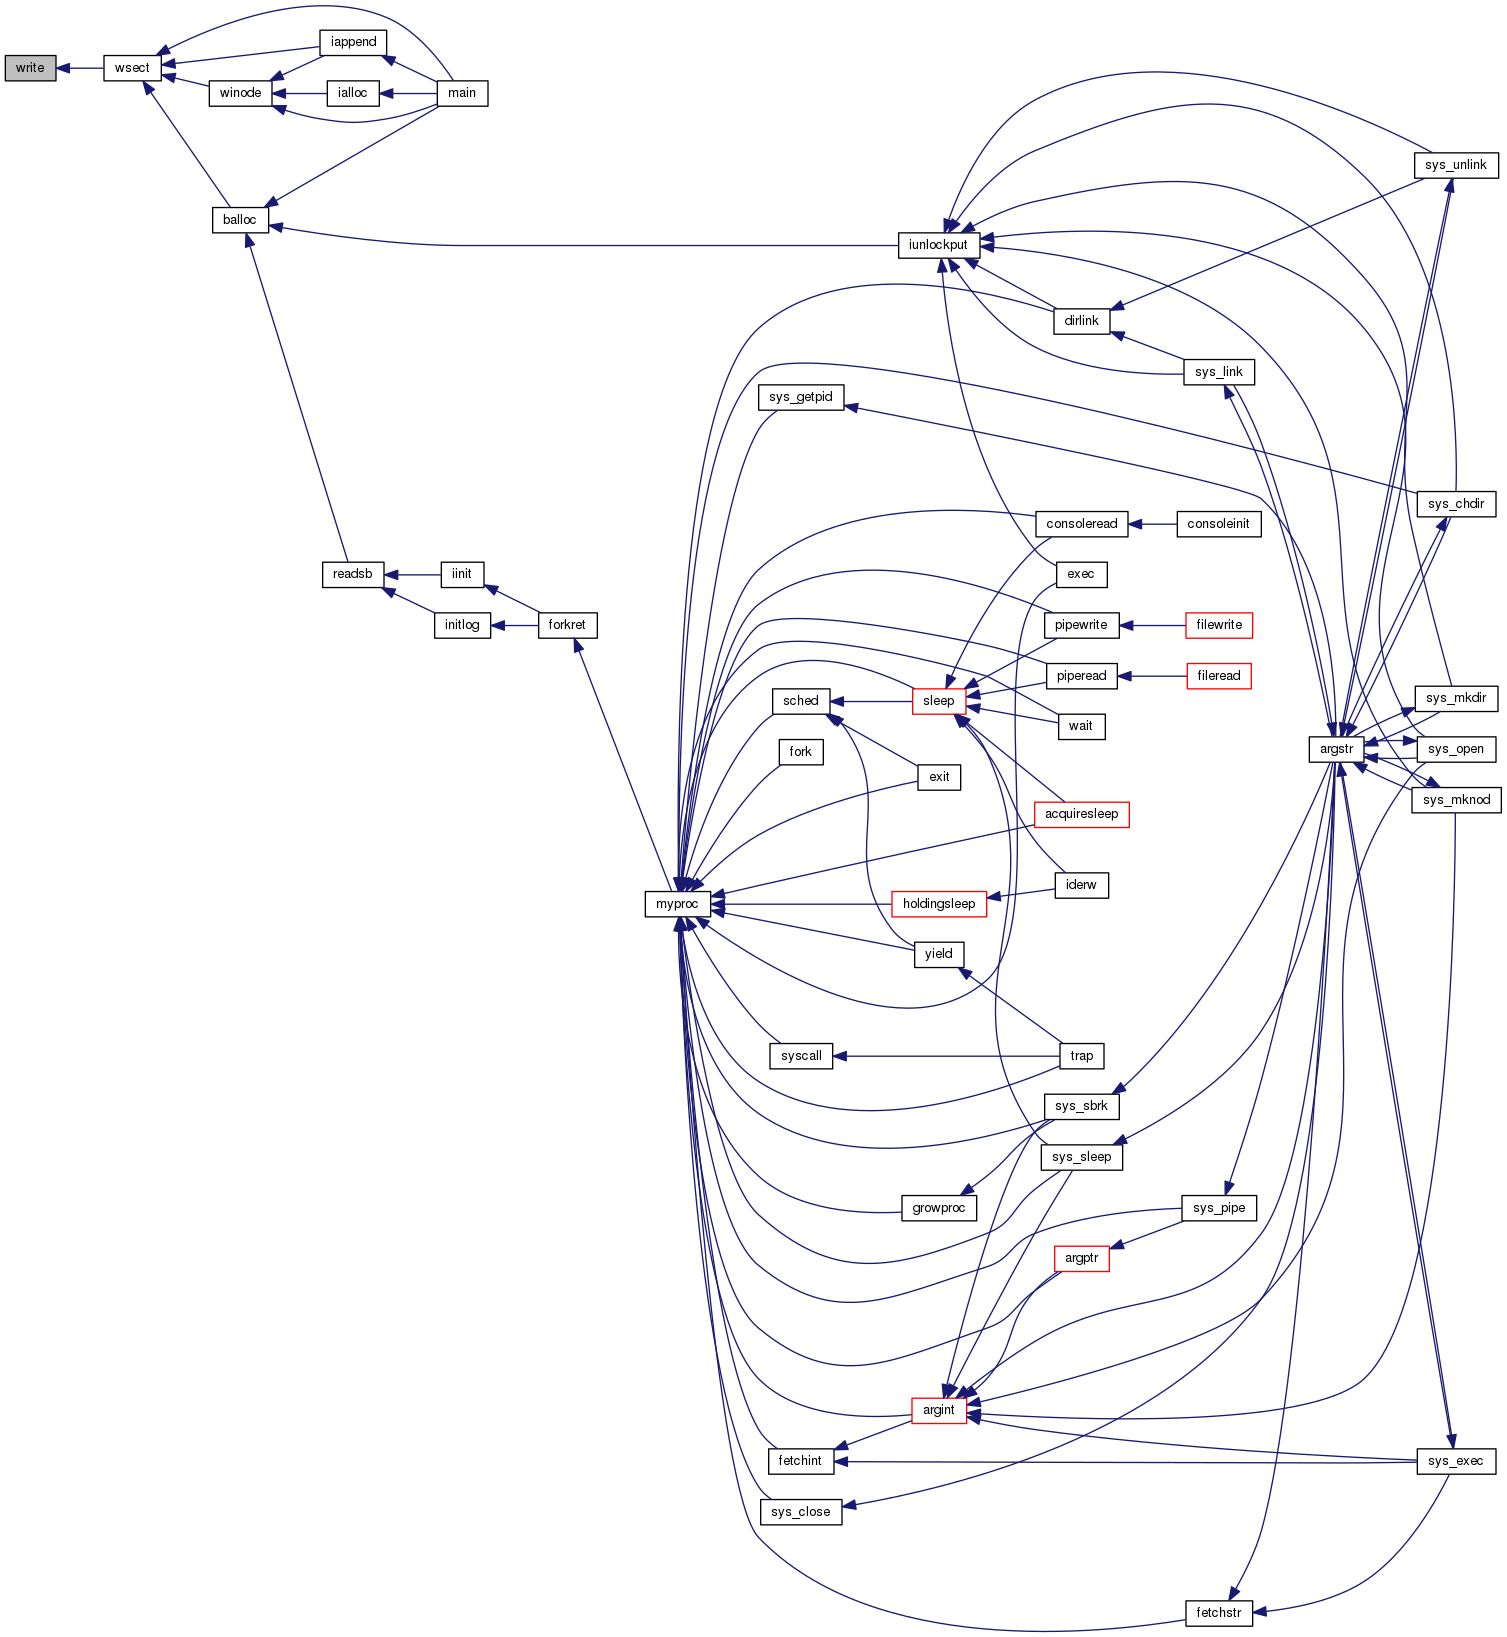 write
wsect
iappend
winode
ialloc
main
balloc
sys_unlink
iunlockput
dirlink
sys_link
sys_getpid
sys_chdir
consoleread
consoleinit
readsb
iinit
exec
initlog
forkret
pipewrite
filewrite
piperead
fileread
sched
sleep
wait
sys_mkdir
fork
argstr
sys_open
exit
sys_mknod
acquiresleep
iderw
myproc
holdingsleep
yield
syscall
trap
sys_sbrk
sys_sleep
growproc
sys_pipe
argptr
argint
fetchint
sys_exec
sys_close
fetchstr